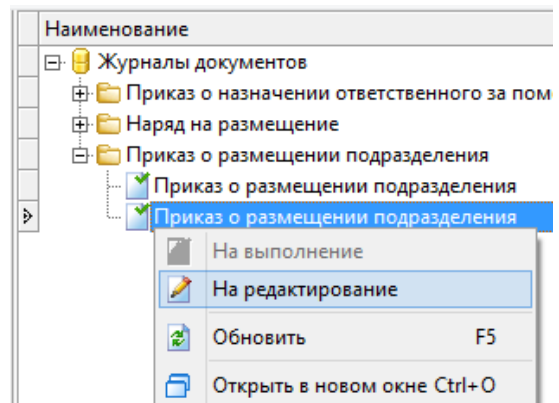 Наименование
Журналы документов
Приказ о назначении ответственного за пом
Наряд на размещение
Приказ о размещении подразделения
Приказ о размещении подразделения
Приказ о размещении подразделения
На выполнение
На редактирование
Обновить F5
Открыть в новом окне Ctrl+O